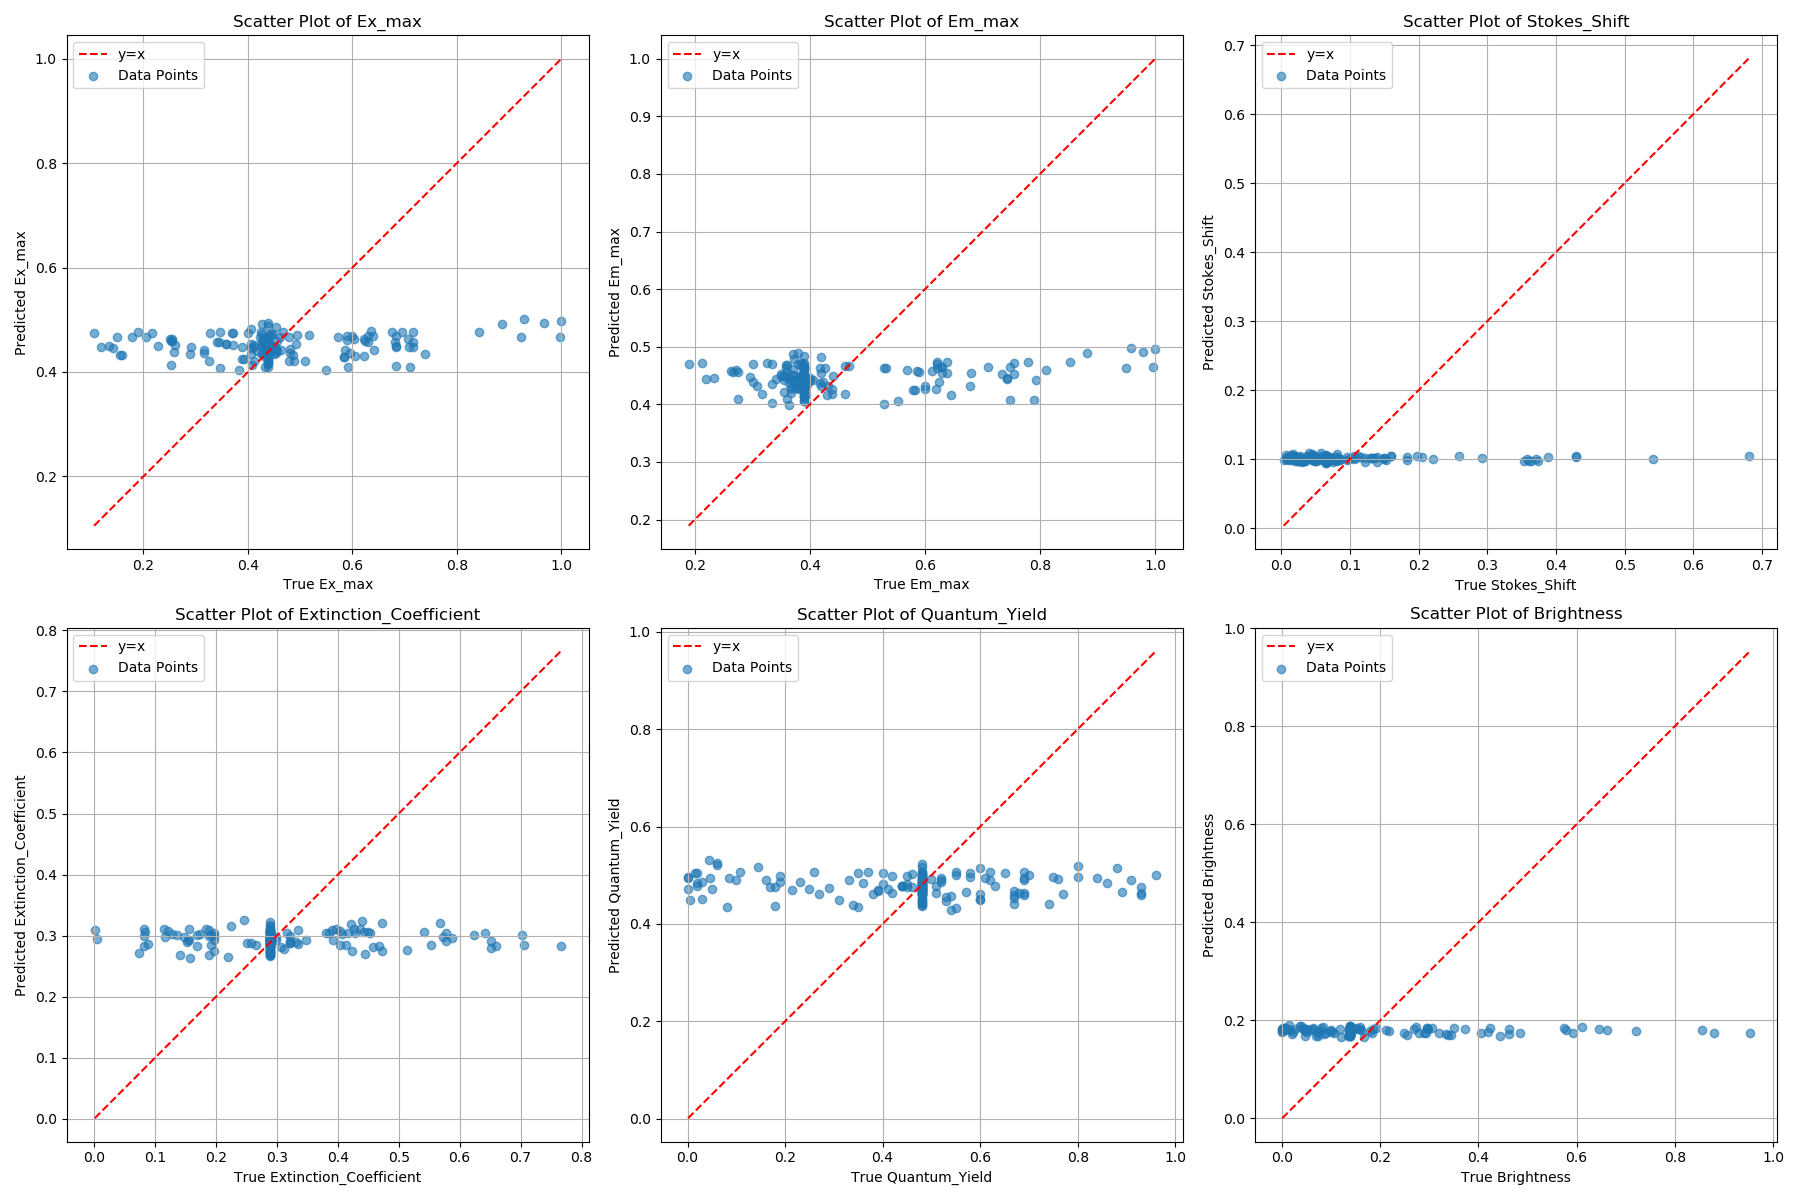 Scatter Plot of Ex_max
y=x
Data Points
1.0
0.8
0.6
0.4
0.2
Predicted Ex_max
0.2 0.4 0.6 0.8 1.0
True Ex_max
Scatter Plot of Em_max
y=x
Data Points
1.0
0.9
0.8
0.7
0.6
0.5
0.4
0.3
0.2
Predicted Em_max
0.2 0.4 0.6 0.8 1.0
True Em_max
Scatter Plot of Stokes_Shift
y=x
Data Points
0.7
0.6
0.5
0.4
0.3
0.2
0.1
0.0
Predicted Stokes_Shift
0.0 0.1 0.2 0.3 0.4 0.5 0.6 0.7
True Stokes_Shift
Scatter Plot of Extinction_Coefficient
y=x
Data Points
0.8
0.7
0.6
0.5
0.4
0.3
0.2
0.1
0.0
Predicted Extinction_Coefficient
0.0 0.1 0.2 0.3 0.4 0.5 0.6 0.7 0.8
True Extinction_Coefficient
Scatter Plot of Quantum_Yield
y=x
Data Points
1.0
0.8
0.6
0.4
0.2
0.0
Predicted Quantum_Yield
0.0 0.2 0.4 0.6 0.8 1.0
True Quantum_Yield
Scatter Plot of Brightness
y=x
Data Points
1.0
0.8
0.6
0.4
0.2
0.0
Predicted Brightness
0.0 0.2 0.4 0.6 0.8 1.0
True Brightness